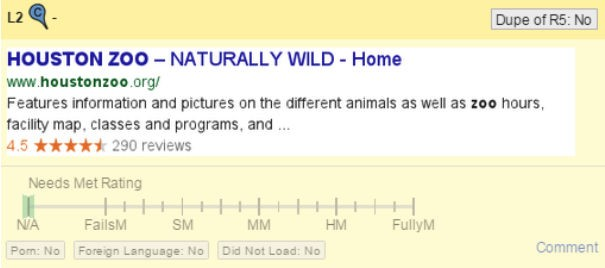 L2 C - Dupe of R5: No
HOUSTON ZOO – NATURALLY WILD - Home
www.houstonzoo.org/
Features information and pictures on the different animals as well as zoo hours,
facility map, classes and programs, and ...
4.5 ★★★★★ 290 reviews
Needs Met Rating
N/A FailsM SM MM HM FullyM
Porn: No Foreign Language: No Did Not Load: No Comment